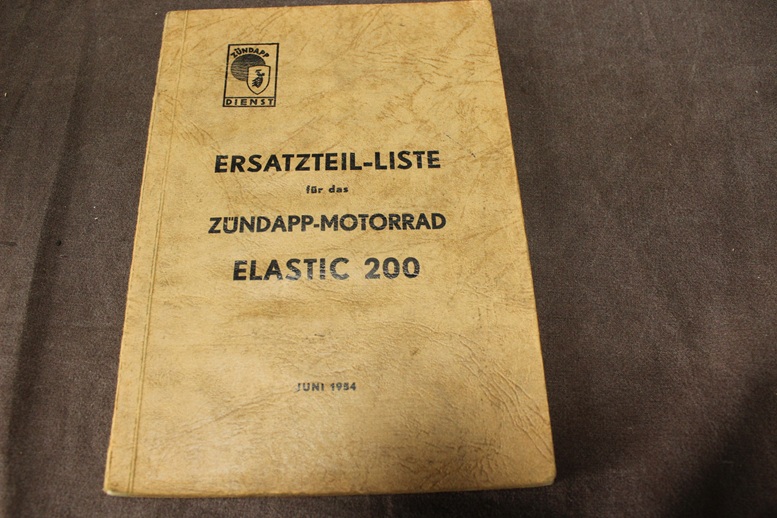 ZÜNDAPP
DIENST
ERSATZTEIL-LISTE
für das
ZÜNDAPP-MOTORRAD
ELASTIC 200
JUNI 1954